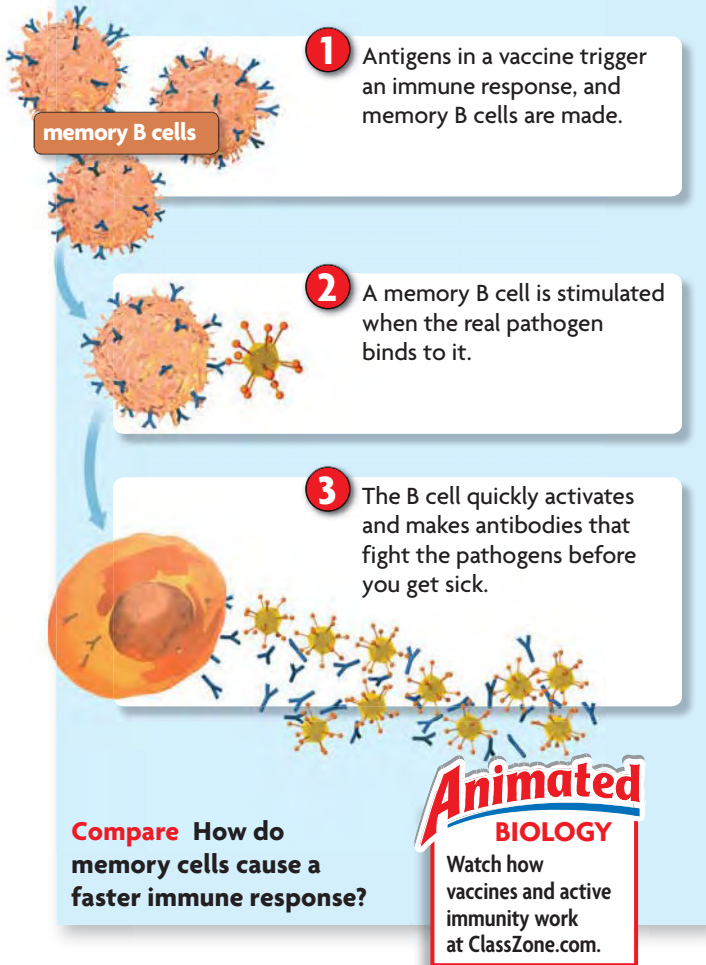 memory B cells
1 Antigens in a vaccine trigger
an immune response, and
memory B cells are made.
2 A memory B cell is stimulated
when the real pathogen
binds to it.
3 The B cell quickly activates
and makes antibodies that
fight the pathogens before
you get sick.
Compare How do
memory cells cause a
faster immune response?
Animated
BIOLOGY
Watch how
vaccines and active
immunity work
at ClassZone.com.